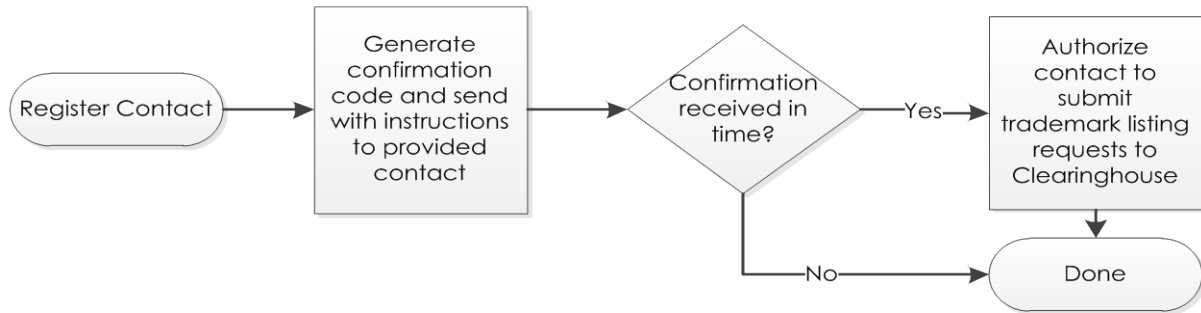 Register Contact
Generate
confirmation
code and send
with instructions
to provided
contact
Confirmation
received in
time?
Yes
Authorize
contact to
submit
trademark listing
requests to
Clearinghouse
No
Done